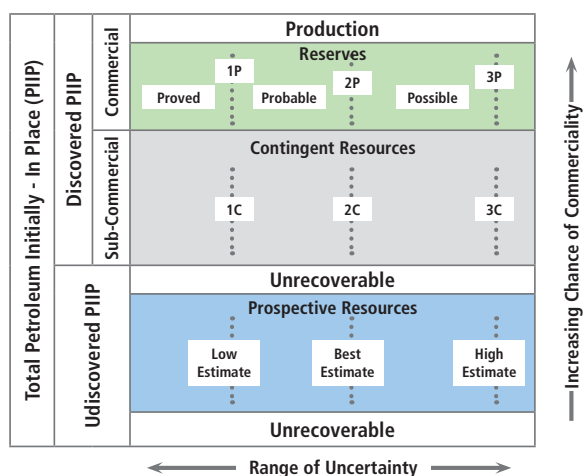 Total Petroleum Initially - In Place (PIIP)
Discovered PIIP
Udiscovered PIIP
Commercial
Sub-Commercial
Production
Reserves
1P
2P
3P
Proved
Probable
Possible
Contingent Resources
1C
2C
3C
Unrecoverable
Prospective Resources
Low
Estimate
Best
Estimate
High
Estimate
Unrecoverable
Range of Uncertainty
Increasing Chance of Commerciality